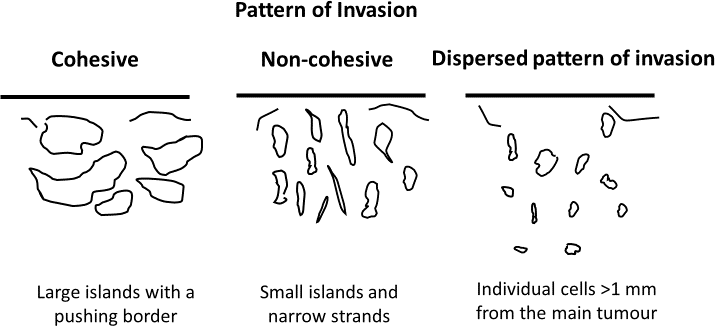 Pattern of Invasion
Cohesive
Non-cohesive
Dispersed pattern of invasion
Large islands with a
pushing border
Small islands and
narrow strands
Individual cells >1 mm
from the main tumour